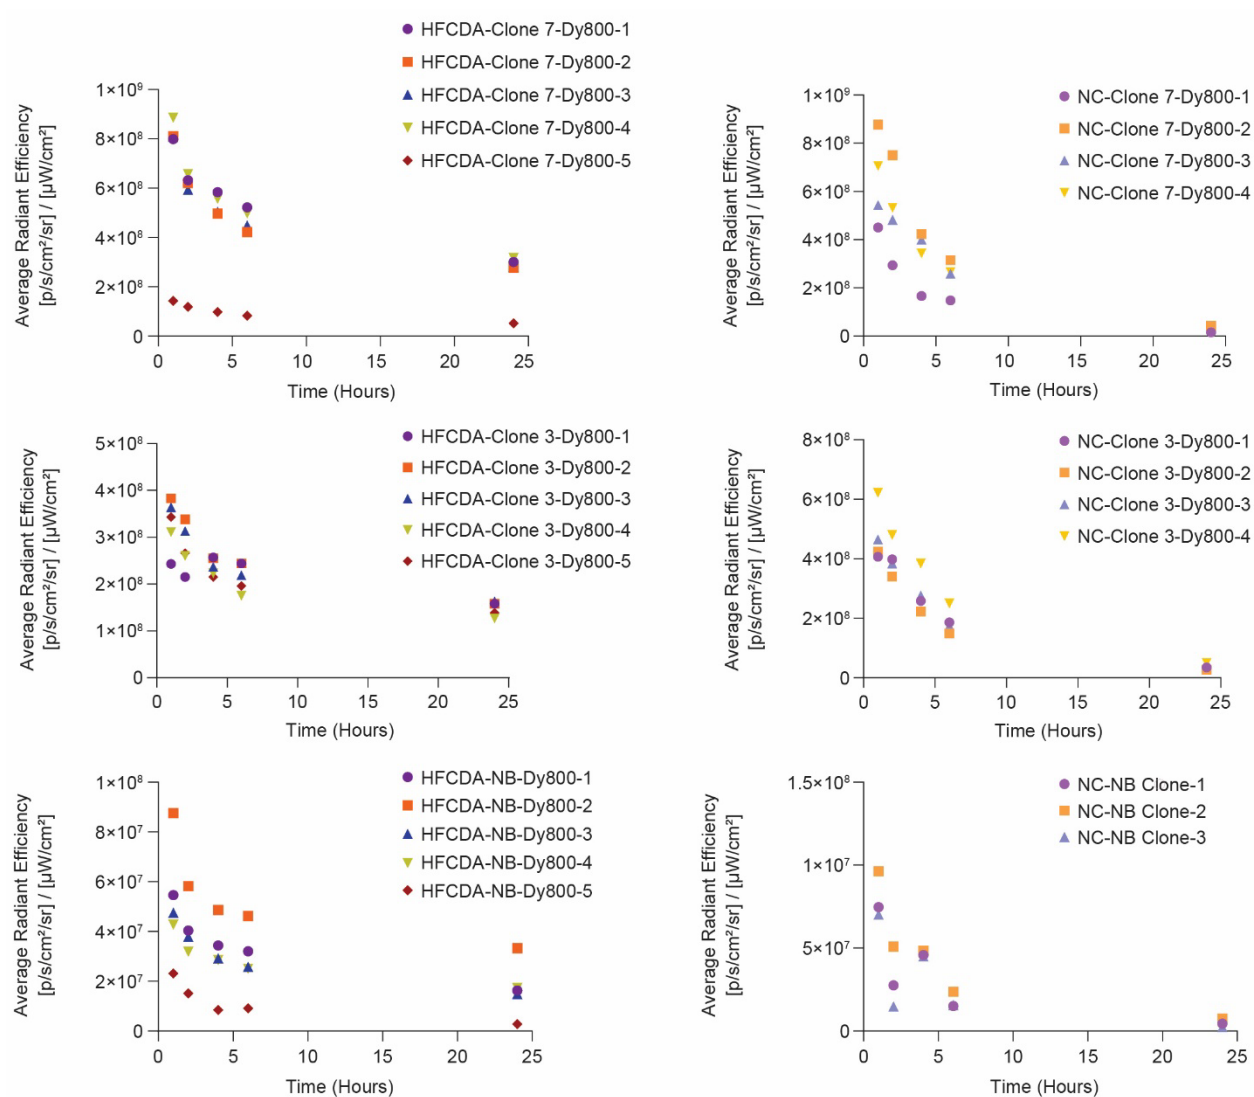 HFCDA-Clone 7-Dy800-1
HFCDA-Clone 7-Dy800-2
HFCDA-Clone 7-Dy800-3
HFCDA-Clone 7-Dy800-4
HFCDA-Clone 7-Dy800-5
Average Radiant Efficiency
[p/s/cm²/sr] / [µW/cm²]
1×10⁹
8×10⁸
6×10⁸
4×10⁸
2×10⁸
0
0 5 10 15 20 25
Time (Hours)
NC-Clone 7-Dy800-1
NC-Clone 7-Dy800-2
NC-Clone 7-Dy800-3
NC-Clone 7-Dy800-4
Average Radiant Efficiency
[p/s/cm²/sr] / [µW/cm²]
1×10⁹
8×10⁸
6×10⁸
4×10⁸
2×10⁸
0
0 5 10 15 20 25
Time (Hours)
HFCDA-Clone 3-Dy800-1
HFCDA-Clone 3-Dy800-2
HFCDA-Clone 3-Dy800-3
HFCDA-Clone 3-Dy800-4
HFCDA-Clone 3-Dy800-5
Average Radiant Efficiency
[p/s/cm²/sr] / [µW/cm²]
5×10⁸
4×10⁸
3×10⁸
2×10⁸
1×10⁸
0
0 5 10 15 20 25
Time (Hours)
NC-Clone 3-Dy800-1
NC-Clone 3-Dy800-2
NC-Clone 3-Dy800-3
NC-Clone 3-Dy800-4
Average Radiant Efficiency
[p/s/cm²/sr] / [µW/cm²]
8×10⁸
6×10⁸
4×10⁸
2×10⁸
0
0 5 10 15 20 25
Time (Hours)
HFCDA-NB-Dy800-1
HFCDA-NB-Dy800-2
HFCDA-NB-Dy800-3
HFCDA-NB-Dy800-4
HFCDA-NB-Dy800-5
Average Radiant Efficiency
[p/s/cm²/sr] / [µW/cm²]
1×10⁸
8×10⁷
6×10⁷
4×10⁷
2×10⁷
0
0 5 10 15 20 25
Time (Hours)
NC-NB Clone-1
NC-NB Clone-2
NC-NB Clone-3
Average Radiant Efficiency
[p/s/cm²/sr] / [µW/cm²]
1.5×10⁸
1×10⁷
5×10⁷
0
0 5 10 15 20 25
Time (Hours)